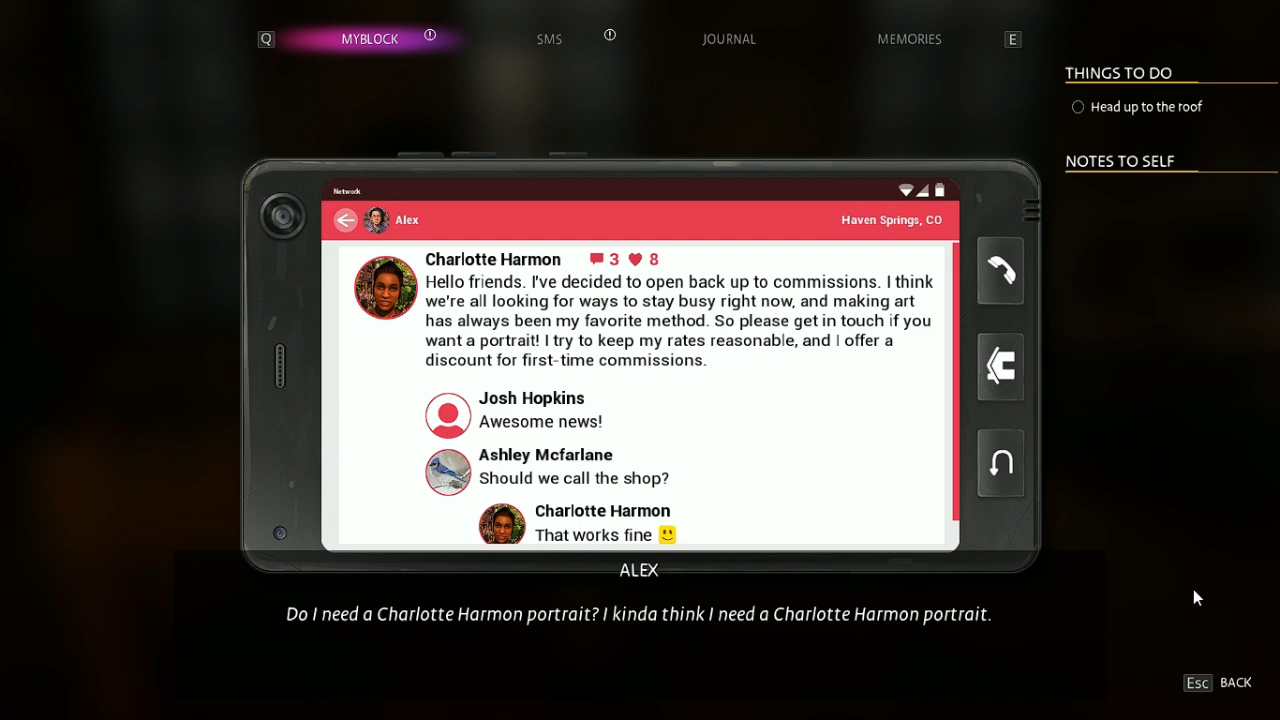 Q
MYBLOCK
SMS
JOURNAL
MEMORIES
E
THINGS TO DO
Head up to the roof
NOTES TO SELF
Network
Alex
Haven Springs, CO
Charlotte Harmon 3 8
Hello friends. I've decided to open back up to commissions. I think
we're all looking for ways to stay busy right now, and making art
has always been my favorite method. So please get in touch if you
want a portrait! I try to keep my rates reasonable, and I offer a
discount for first-time commissions.
Josh Hopkins
Awesome news!
Ashley Mcfarlane
Should we call the shop?
Charlotte Harmon
That works fine
ALEX
Do I need a Charlotte Harmon portrait? I kinda think I need a Charlotte Harmon portrait.
Esc BACK